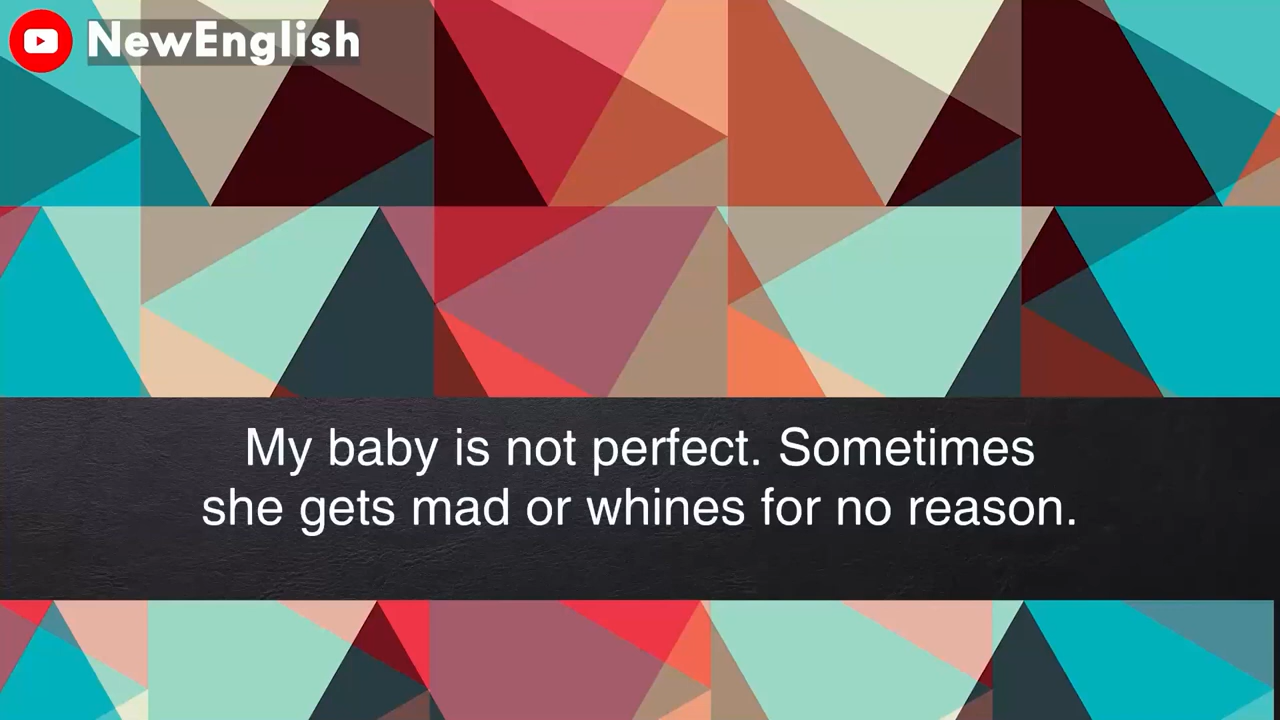 NewEnglish
My baby is not perfect. Sometimes
she gets mad or whines for no reason.